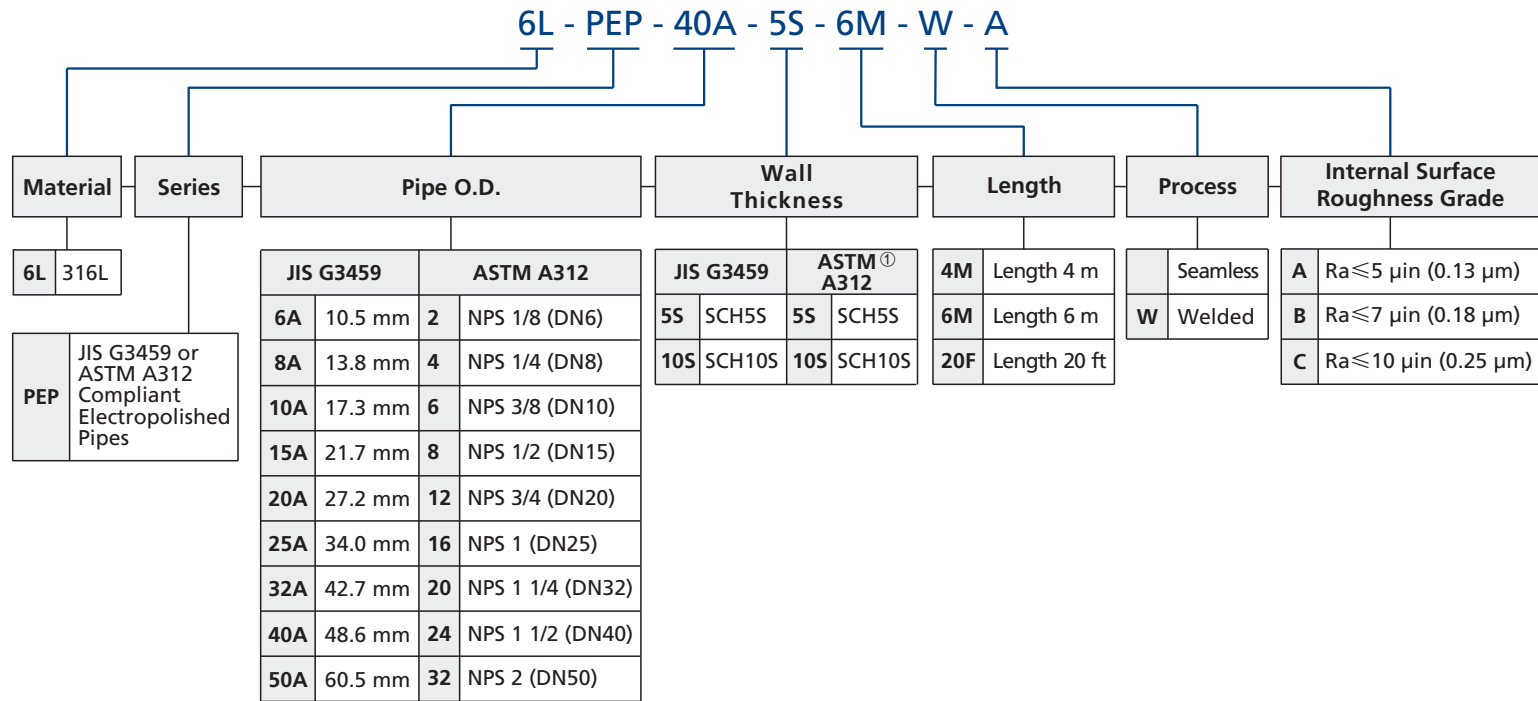 6L - PEP - 40A - 5S - 6M - W - A
Material
Series
Pipe O.D.
Wall
Thickness
Length
Process
Internal Surface
Roughness Grade
6L 316L
PEP
JIS G3459 or
ASTM A312
Compliant
Electropolished
Pipes
JIS G3459 ASTM A312
6A 10.5 mm 2 NPS 1/8 (DN6)
8A 13.8 mm 4 NPS 1/4 (DN8)
10A 17.3 mm 6 NPS 3/8 (DN10)
15A 21.7 mm 8 NPS 1/2 (DN15)
20A 27.2 mm 12 NPS 3/4 (DN20)
25A 34.0 mm 16 NPS 1 (DN25)
32A 42.7 mm 20 NPS 1 1/4 (DN32)
40A 48.6 mm 24 NPS 1 1/2 (DN40)
50A 60.5 mm 32 NPS 2 (DN50)
JIS G3459 ASTM ①
A312
5S SCH5S 5S SCH5S
10S SCH10S 10S SCH10S
4M Length 4 m
6M Length 6 m
20F Length 20 ft
Seamless
W Welded
A Ra≤5 µin (0.13 µm)
B Ra≤7 µin (0.18 µm)
C Ra≤10 µin (0.25 µm)